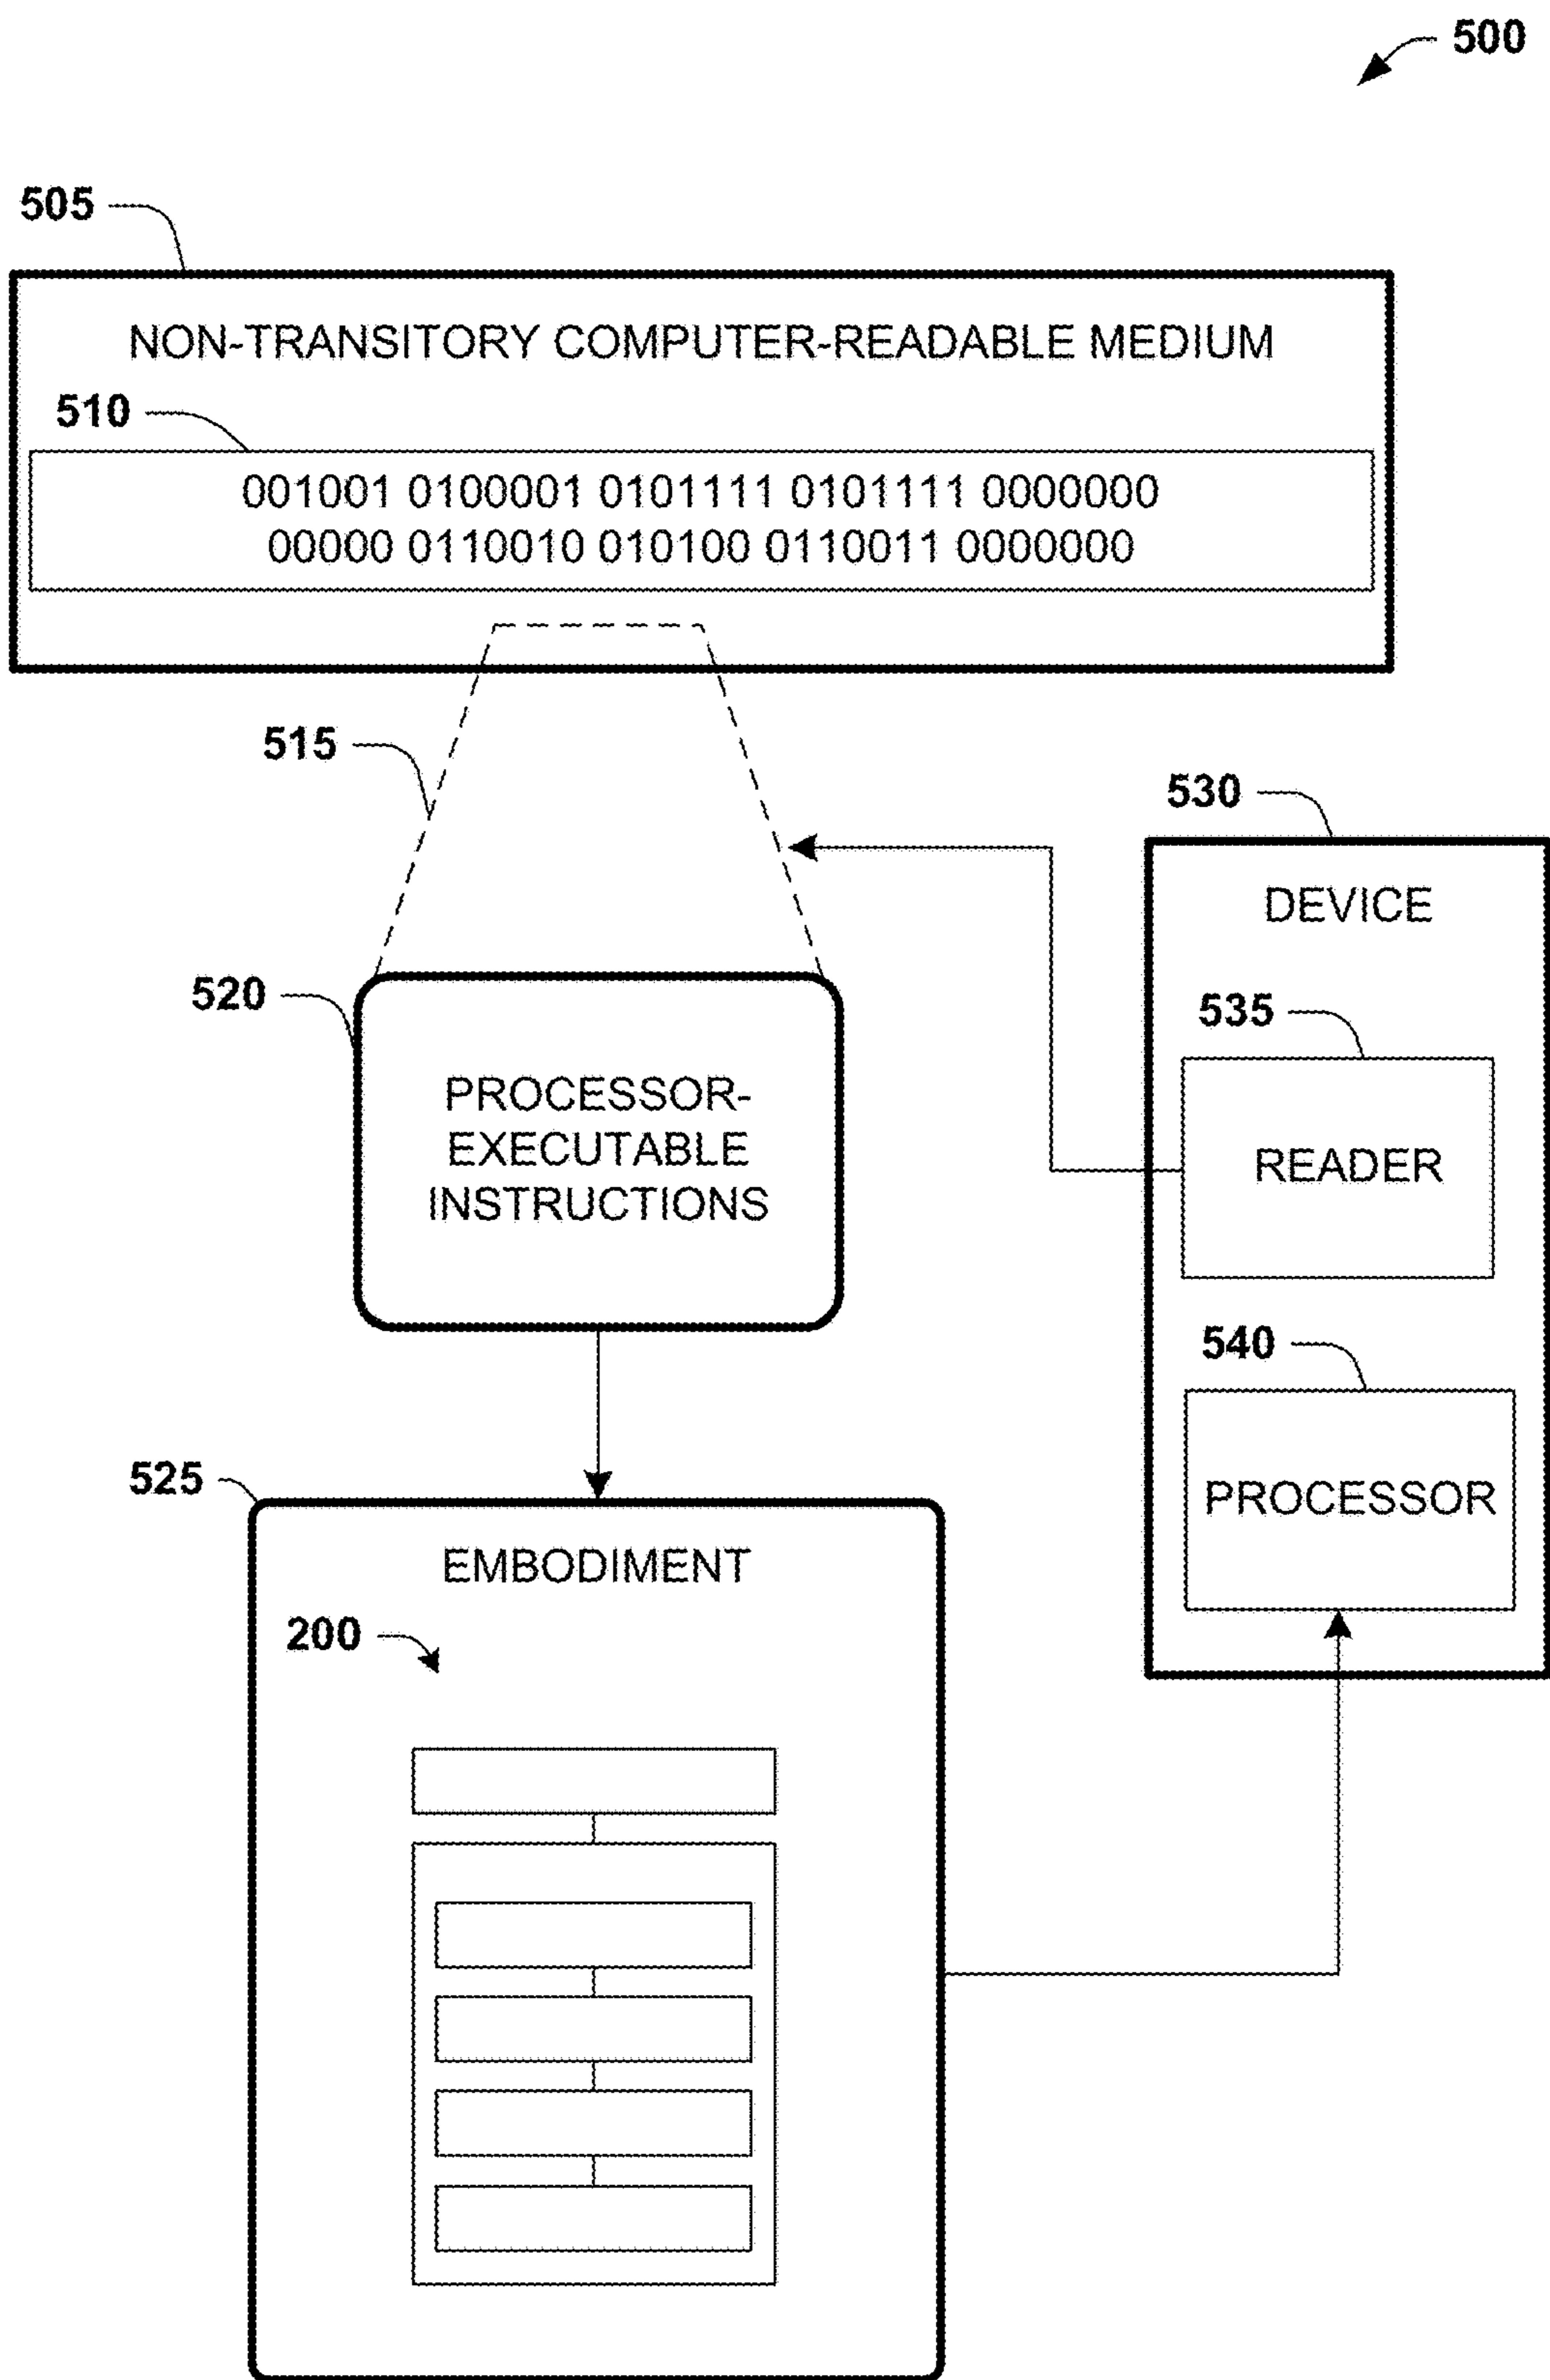 500
505
NON-TRANSITORY COMPUTER-READABLE MEDIUM
510
001001 0100001 0101111 0101111 0000000
00000 0110010 010100 0110011 0000000
515
530
DEVICE
520
535
PROCESSOR-
EXECUTABLE
INSTRUCTIONS
READER
540
525
PROCESSOR
EMBODIMENT
200